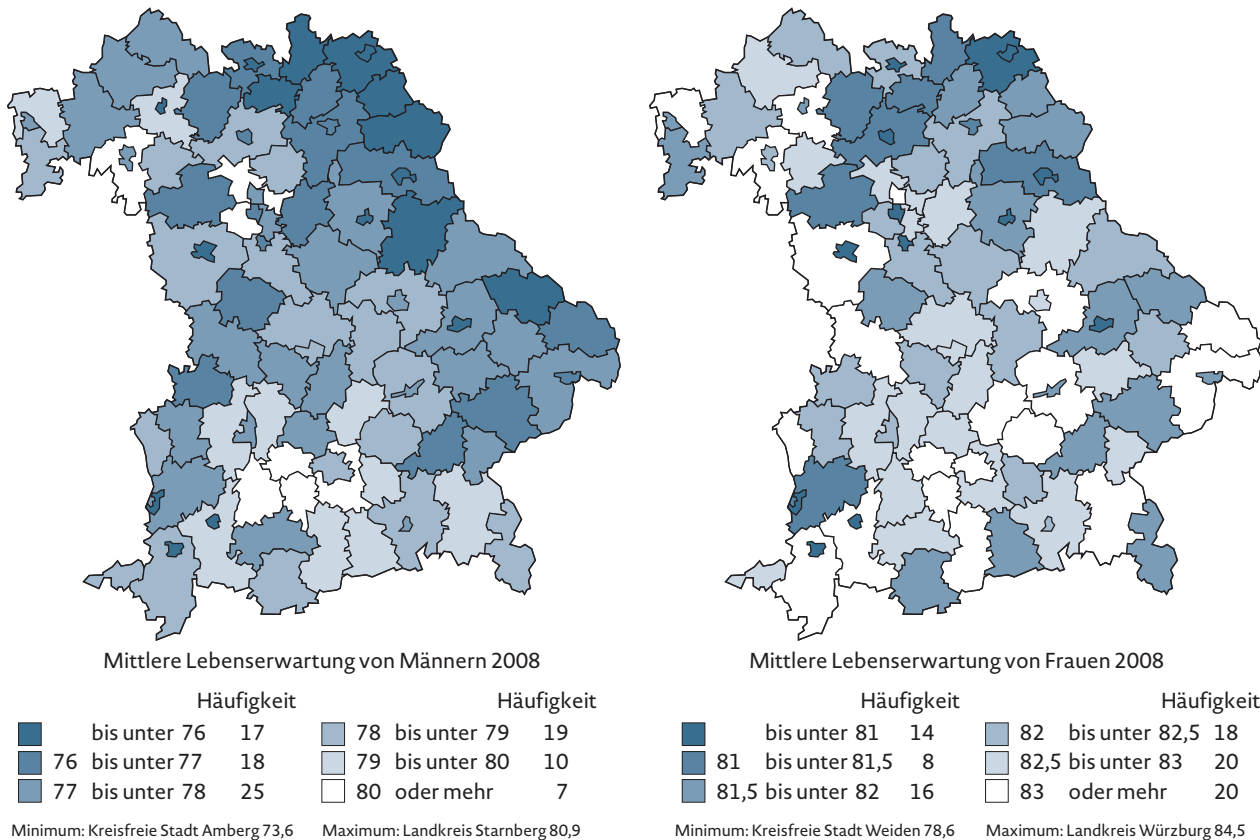 Mittlere Lebenserwartung von Männern 2008
Häufigkeit Häufigkeit
bis unter 76 17 78 bis unter 79 19
76 bis unter 77 18 79 bis unter 80 10
77 bis unter 78 25 80 oder mehr 7
Minimum: Kreisfreie Stadt Amberg 73,6 Maximum: Landkreis Starnberg 80,9
Mittlere Lebenserwartung von Frauen 2008
Häufigkeit Häufigkeit
bis unter 81 14 82 bis unter 82,5 18
81 bis unter 81,5 8 82,5 bis unter 83 20
81,5 bis unter 82 16 83 oder mehr 20
Minimum: Kreisfreie Stadt Weiden 78,6 Maximum: Landkreis Würzburg 84,5